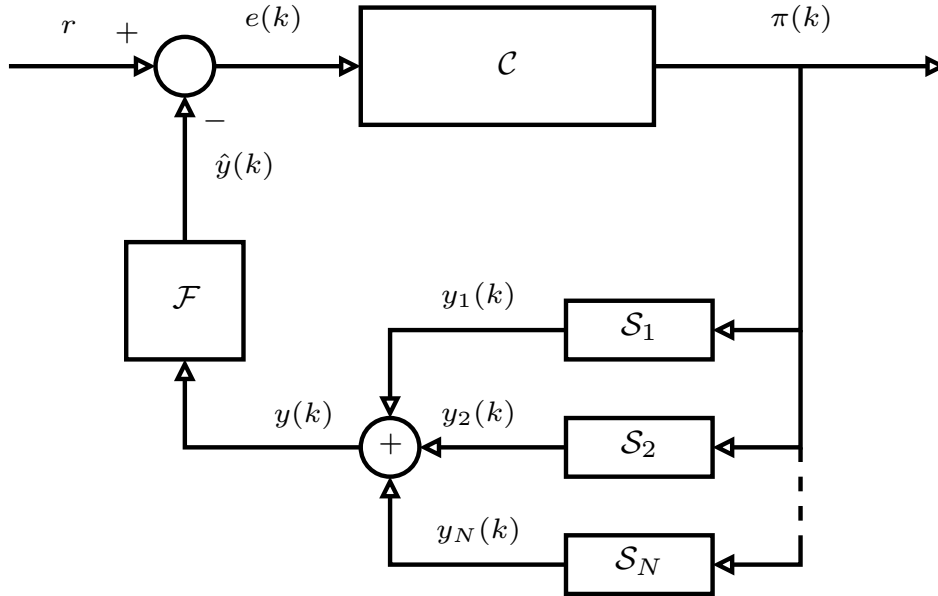 r
+
e(k)
𝒞
π(k)
−
ŷ(k)
ℱ
y₁(k)
𝒮₁
y(k)
+
y₂(k)
𝒮₂
y_N(k)
𝒮_N